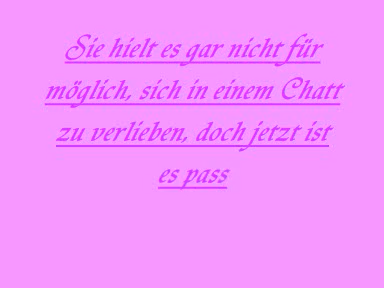 Sie hielt es gar nicht für
möglich, sich in einem Chatt
zu verlieben, doch jetzt ist
es pass